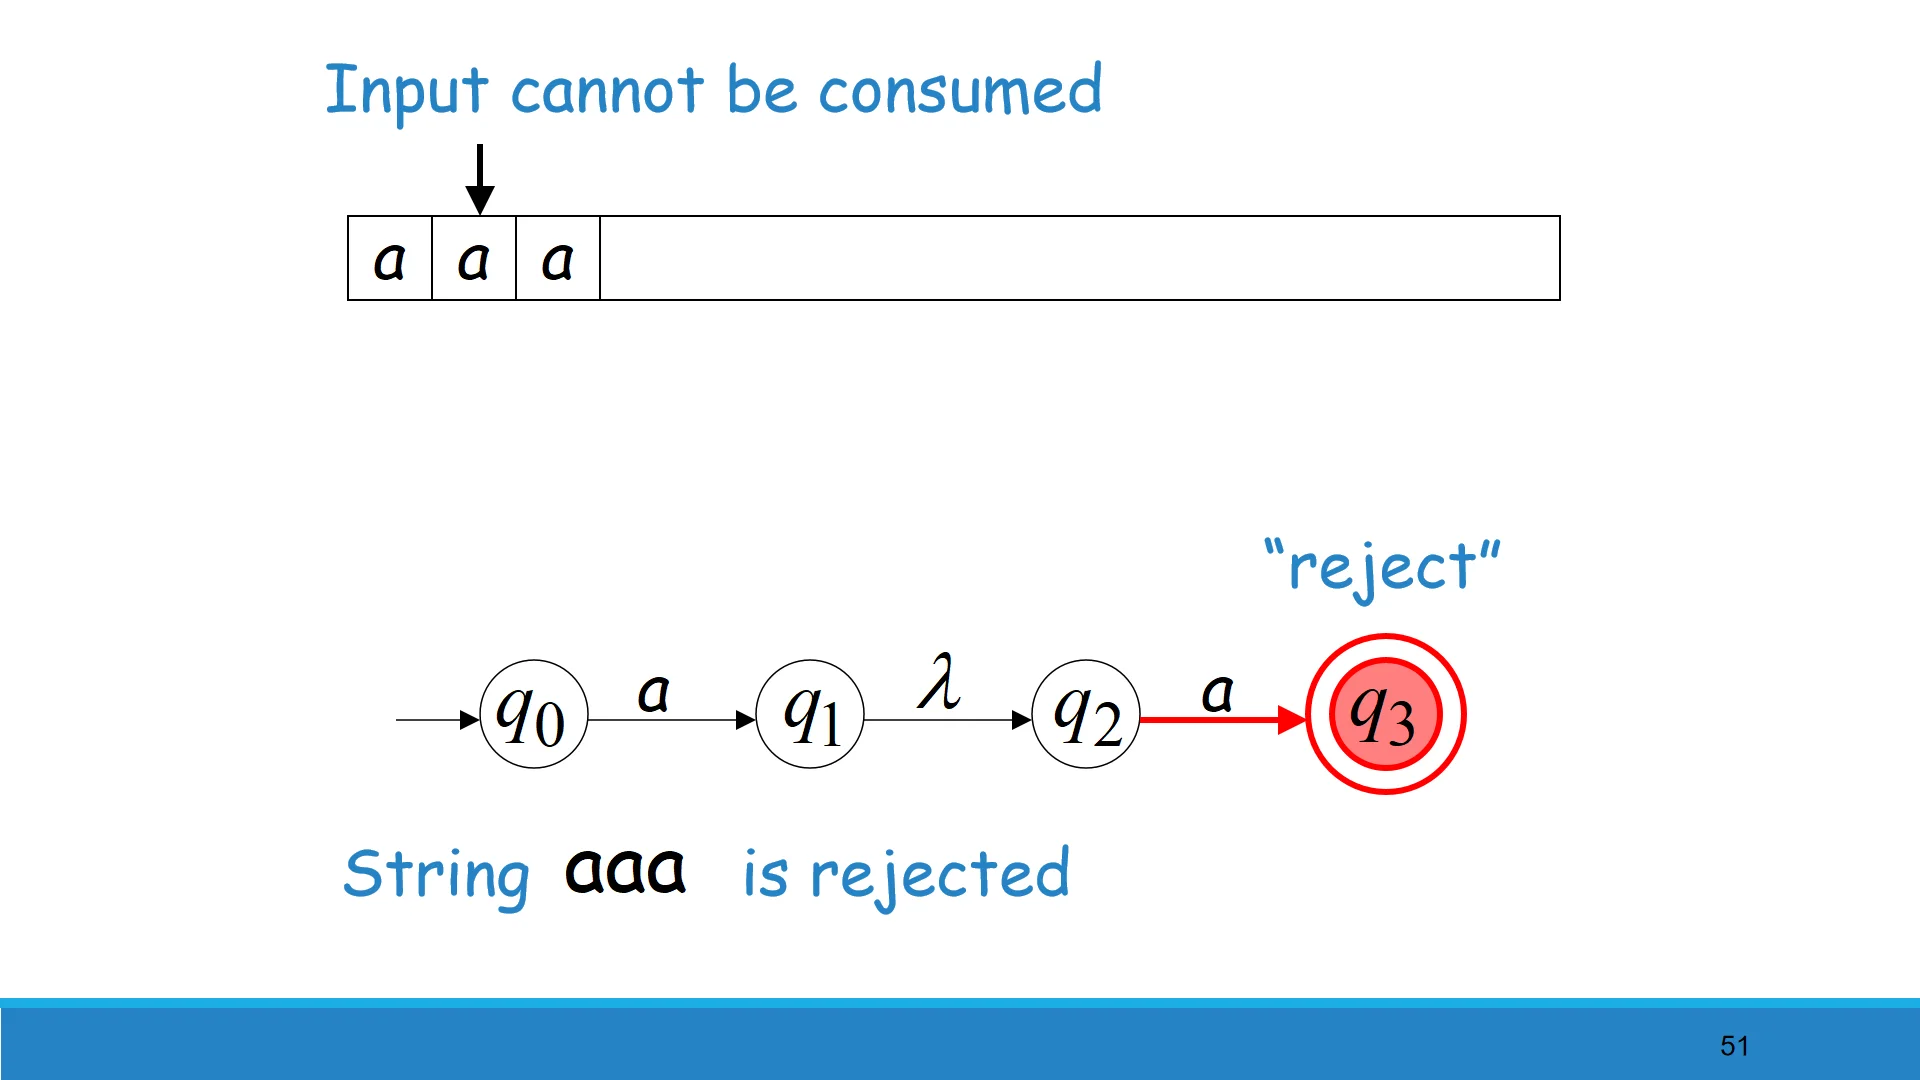 Input cannot be consumed
a a a
“reject”
q0 a q1 λ q2 a q3
String aaa is rejected
51